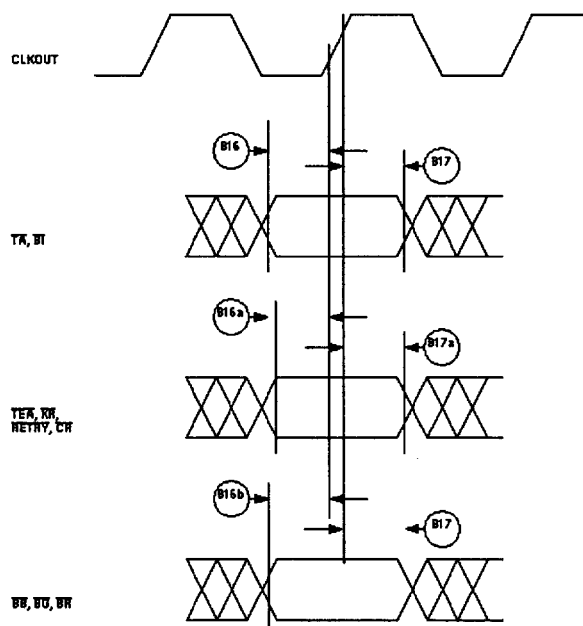 CLKOUT
B16
B17
TA, BI
B16a
B17a
TEA, KR,
RETRY, CR
B16b
B17
BB, BG, BR